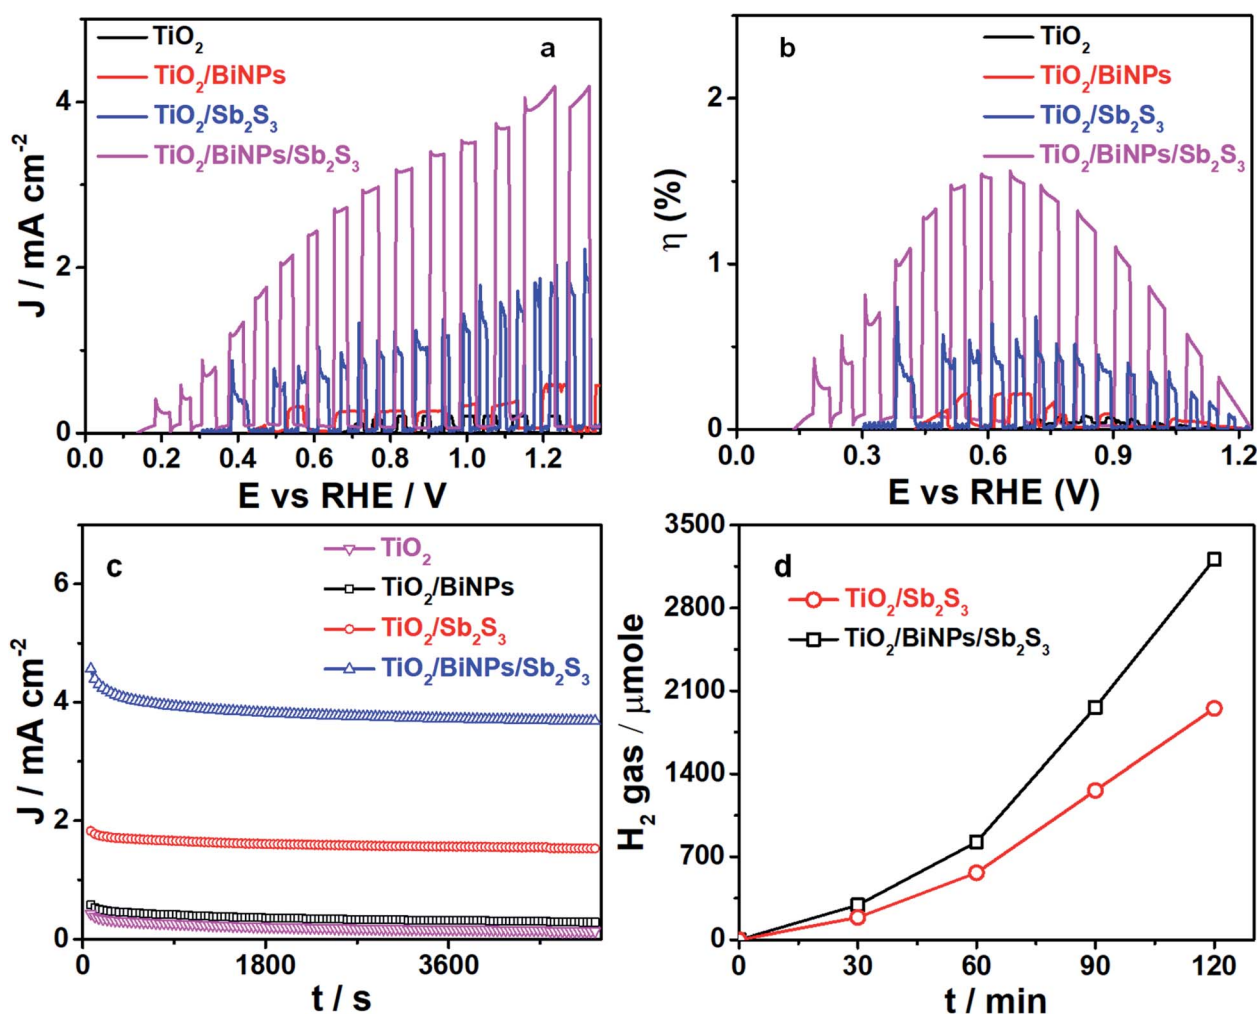 a
TiO₂
TiO₂/BiNPs
TiO₂/Sb₂S₃
TiO₂/BiNPs/Sb₂S₃
J / mA cm⁻²
4
2
0
0.0 0.2 0.4 0.6 0.8 1.0 1.2
E vs RHE / V
b
TiO₂
TiO₂/BiNPs
TiO₂/Sb₂S₃
TiO₂/BiNPs/Sb₂S₃
η (%)
2
1
0
0.0 0.3 0.6 0.9 1.2
E vs RHE (V)
c
TiO₂
TiO₂/BiNPs
TiO₂/Sb₂S₃
TiO₂/BiNPs/Sb₂S₃
J / mA cm⁻²
6
4
2
0
0 1800 3600
t / s
d
TiO₂/Sb₂S₃
TiO₂/BiNPs/Sb₂S₃
H₂ gas / μmole
3500
2800
2100
1400
700
0
0 30 60 90 120
t / min